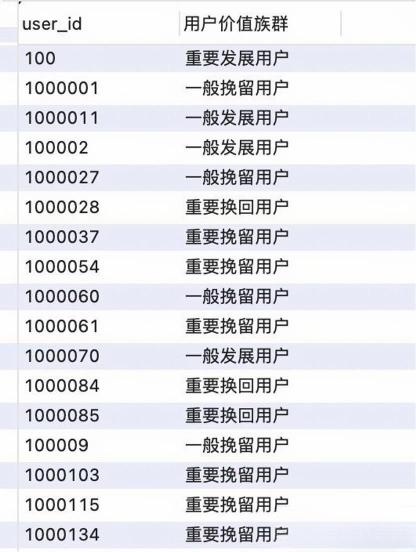 user_id 用户价值族群
100 重要发展用户
1000001 一般挽留用户
1000011 一般发展用户
100002 一般发展用户
1000027 一般挽留用户
1000028 重要换回用户
1000037 重要挽留用户
1000054 重要挽留用户
1000060 一般挽留用户
1000061 重要挽留用户
1000070 一般发展用户
1000084 重要换回用户
1000085 重要换回用户
100009 一般挽留用户
1000103 重要挽留用户
1000115 重要挽留用户
1000134 重要挽留用户